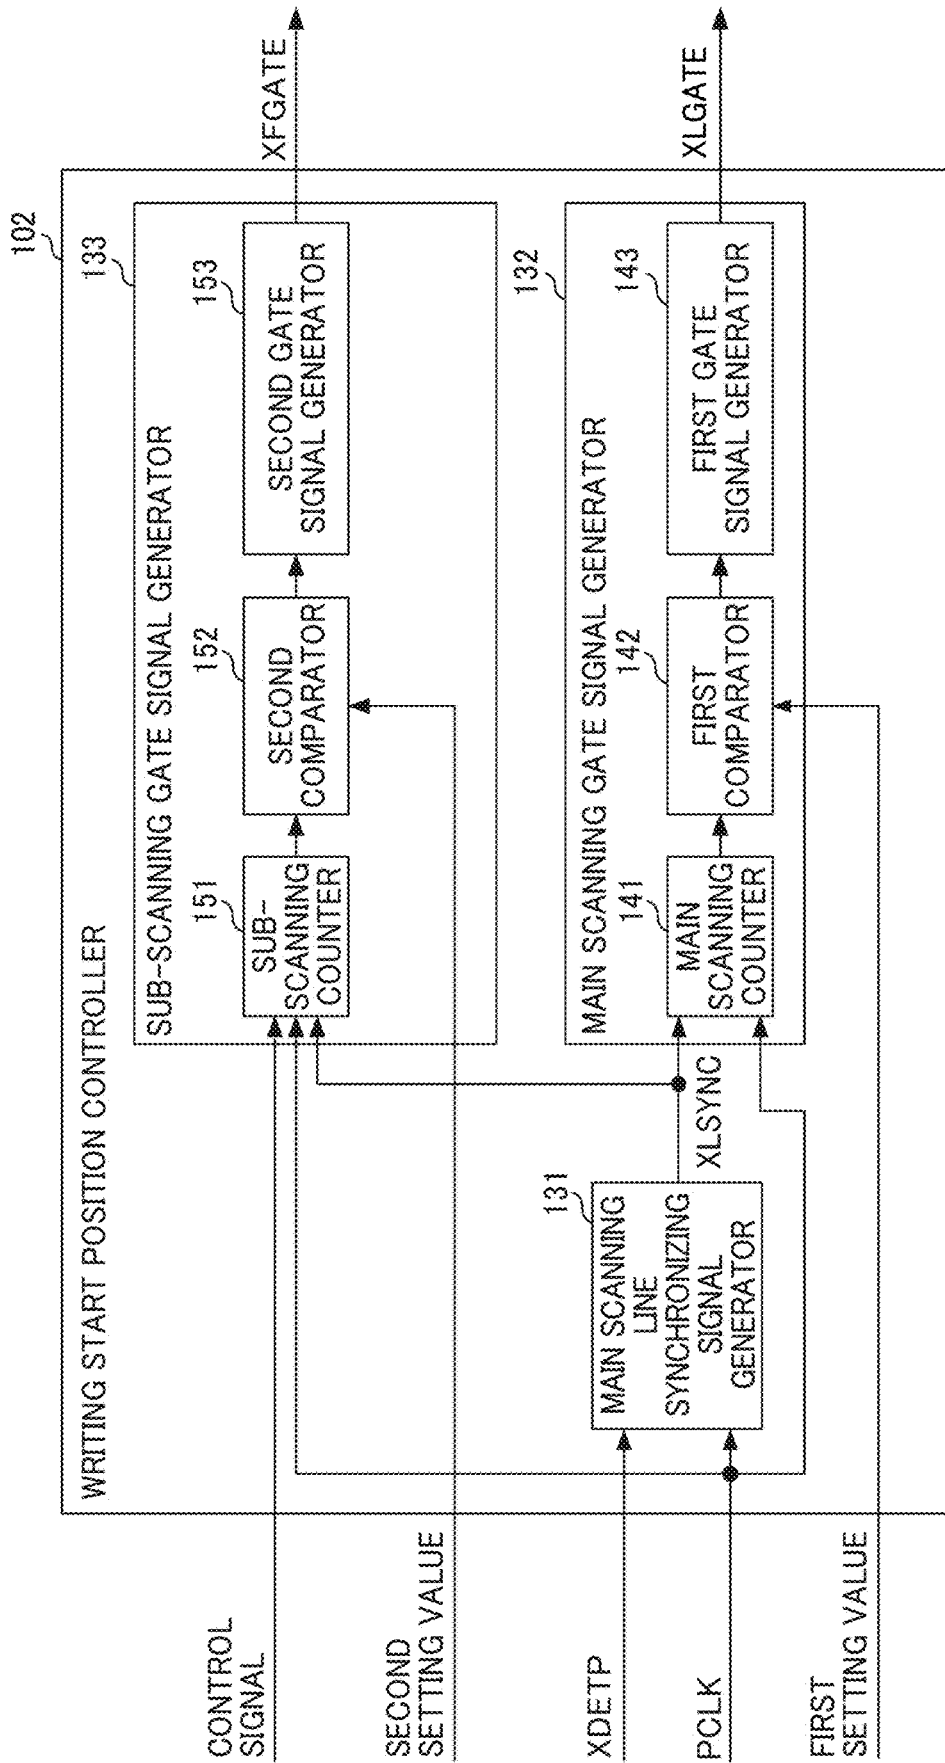 WRITING START POSITION CONTROLLER
102
SUB-SCANNING GATE SIGNAL GENERATOR
133
CONTROL
SIGNAL
151
SUB-
SCANNING
COUNTER
152
SECOND
COMPARATOR
153
SECOND GATE
SIGNAL GENERATOR
XFGATE
SECOND
SETTING VALUE
MAIN SCANNING GATE SIGNAL GENERATOR
132
XDETP
PCLK
131
MAIN SCANNING
LINE
SYNCHRONIZING
SIGNAL
GENERATOR
XLSYNC
141
MAIN
SCANNING
COUNTER
142
FIRST
COMPARATOR
143
FIRST GATE
SIGNAL GENERATOR
XLGATE
FIRST
SETTING VALUE